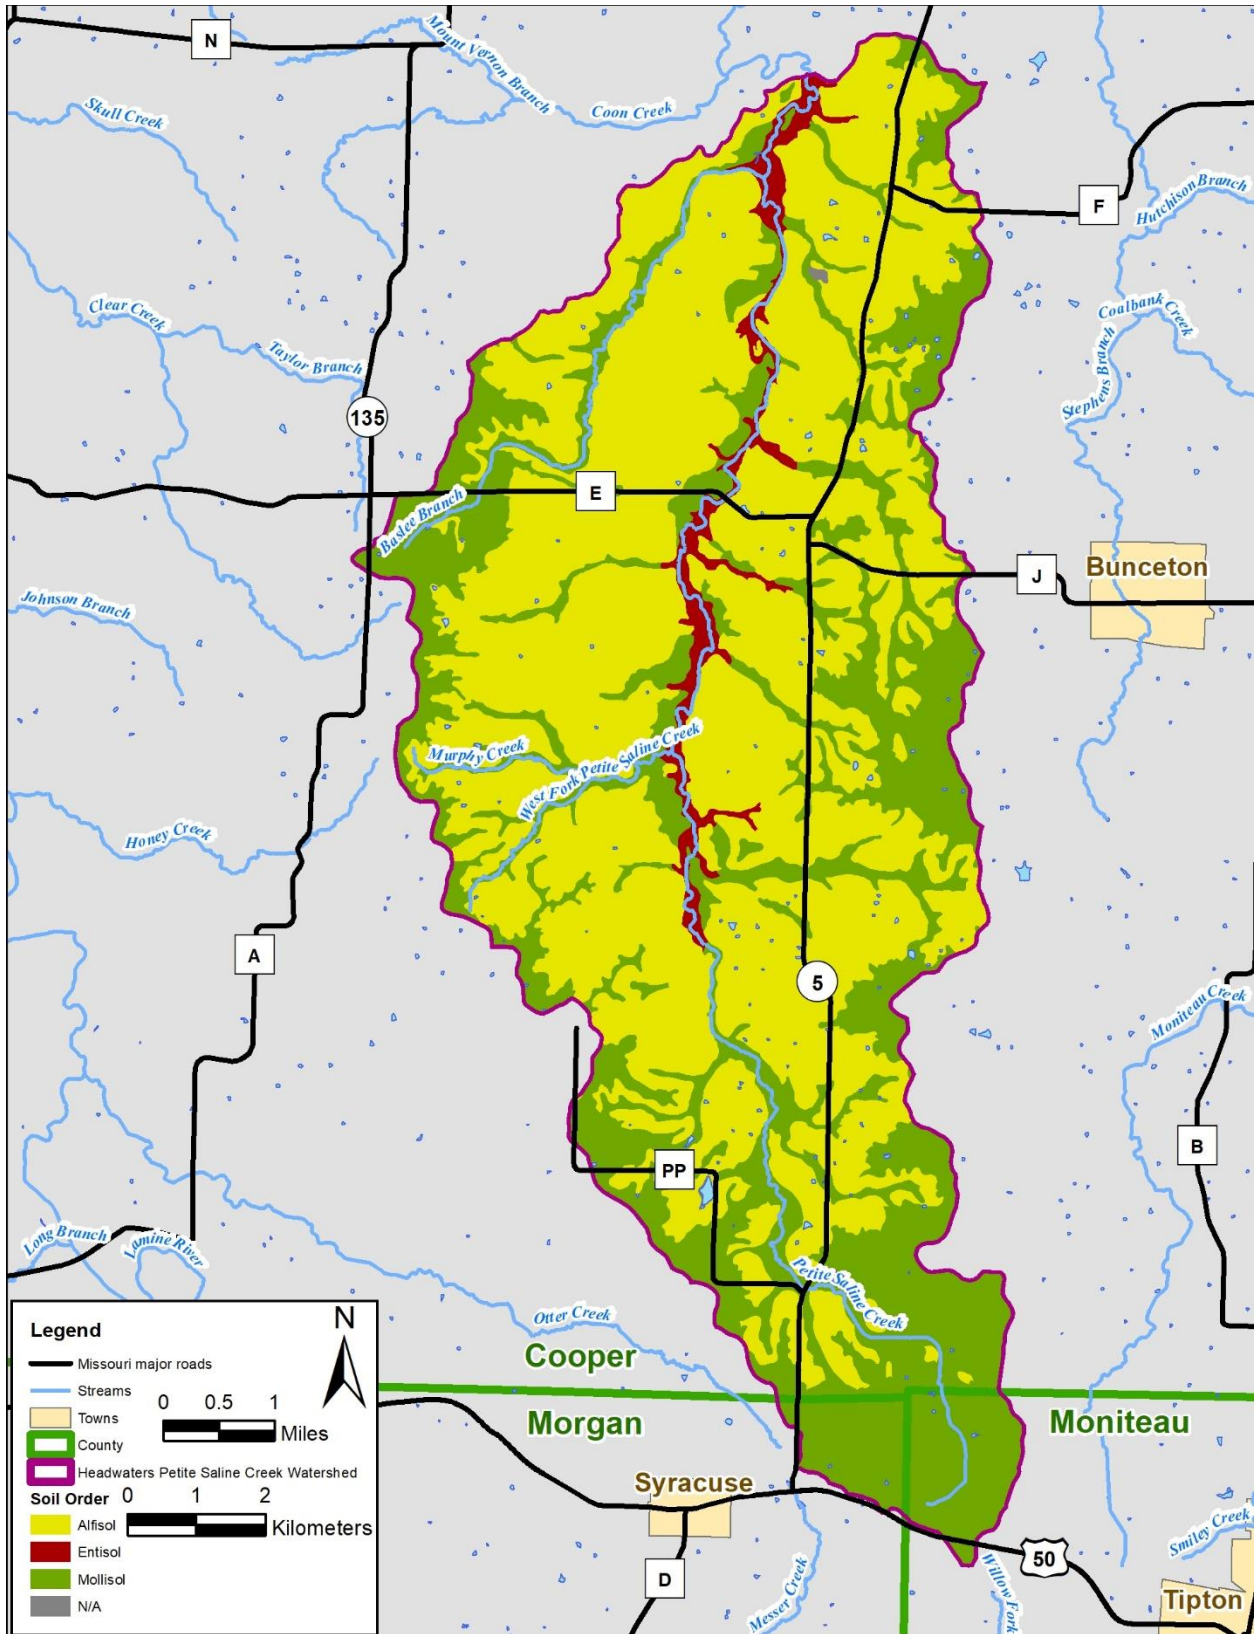 N
Mount Vernon Branch
Skull Creek
Coon Creek
F
Hutchison Branch
Clear Creek
Taylor Branch
Coalbank Creek
Stephens Branch
135
E
Baslee Branch
Bunceton
J
Johnson Branch
Murphy Creek
West Fork Petite Saline Creek
Honey Creek
A
5
Moniteau Creek
PP
B
Long Branch
Lamine River
Petite Saline Creek
Otter Creek
Cooper
Morgan
Moniteau
Syracuse
50
Smiley Creek
D
Messer Creek
Willow Fork
Tipton
Legend
N
Missouri major roads
Streams
0 0.5 1
Miles
Towns
County
Headwaters Petite Saline Creek Watershed
Soil Order
0 1 2
Kilometers
Alfisol
Entisol
Mollisol
N/A